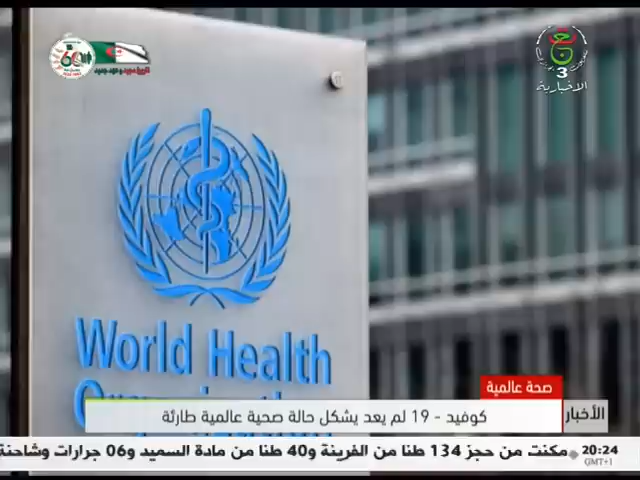 3
الاخبارية
World Health
صحة عالمية
الأخبار
كوفيد - 19 لم يعد يشكل حالة صحية عالمية طارئة
20:24
GMT+1
مكنت من حجز 134 طنا من الفرينة و40 طنا من مادة السميد و06 جرارات وشاحنة